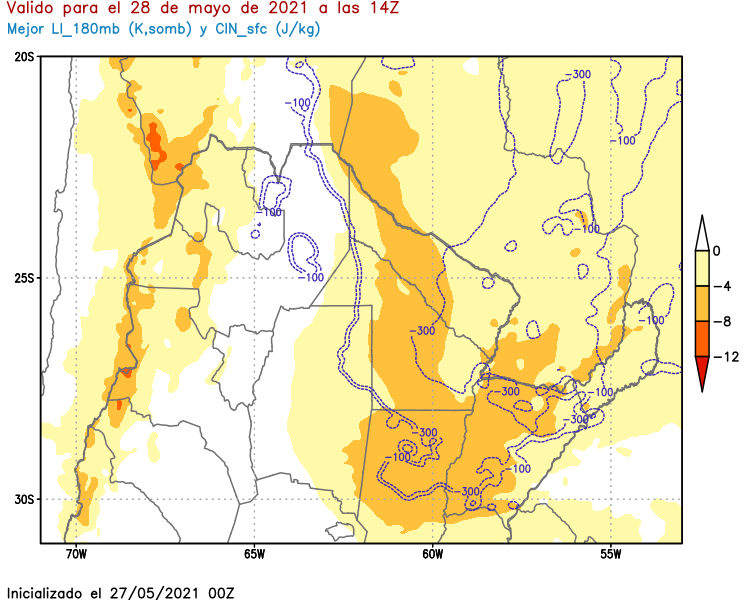 Valido para el 28 de mayo de 2021 a las 14Z
Mejor LI_180mb (K,somb) y CIN_sfc (J/kg)
20S
-300
-100
-100
-100
-100
0
25S
-100
-4
-100
-8
-300
-12
-300
-100
-300
-300
-100
-100
-300
30S
70W
65W
60W
55W
Inicializado el 27/05/2021 00Z